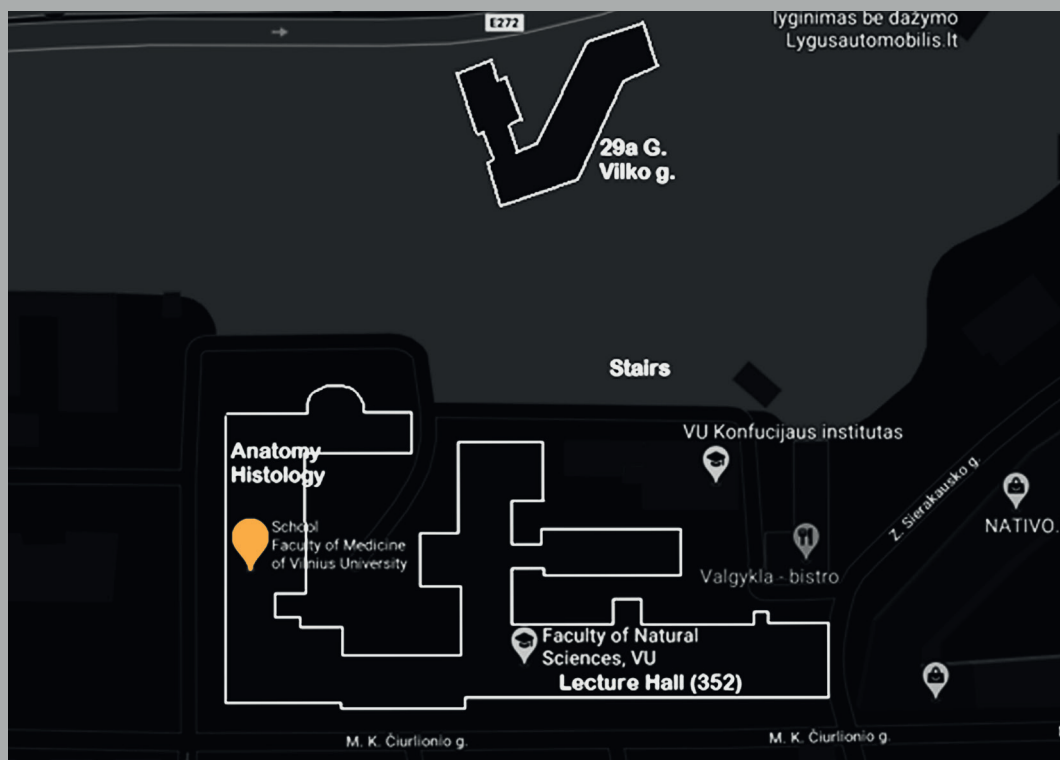 E272
lyginimas be dažymo
Lygusautomobilis.lt
29a G.
Vilko g.
Stairs
VU Konfucijaus institutas
Anatomy
Histology
Z. Sierakausko g.
NATIVO.
School
Faculty of Medicine
of Vilnius University
Valgykla - bistro
Faculty of Natural
Sciences, VU
Lecture Hall (352)
M. K. Čiurlionio g.
M. K. Čiurlionio g.